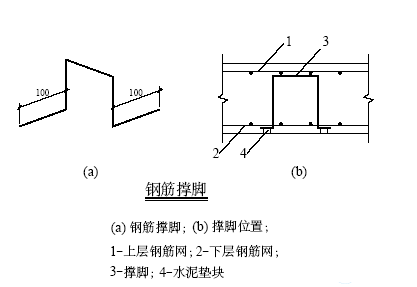 1 3
100 100
2 4
(a) (b)
钢筋撑脚
(a) 钢筋撑脚; (b) 撑脚位置;
1-上层钢筋网; 2-下层钢筋网;
3-撑脚; 4-水泥垫块